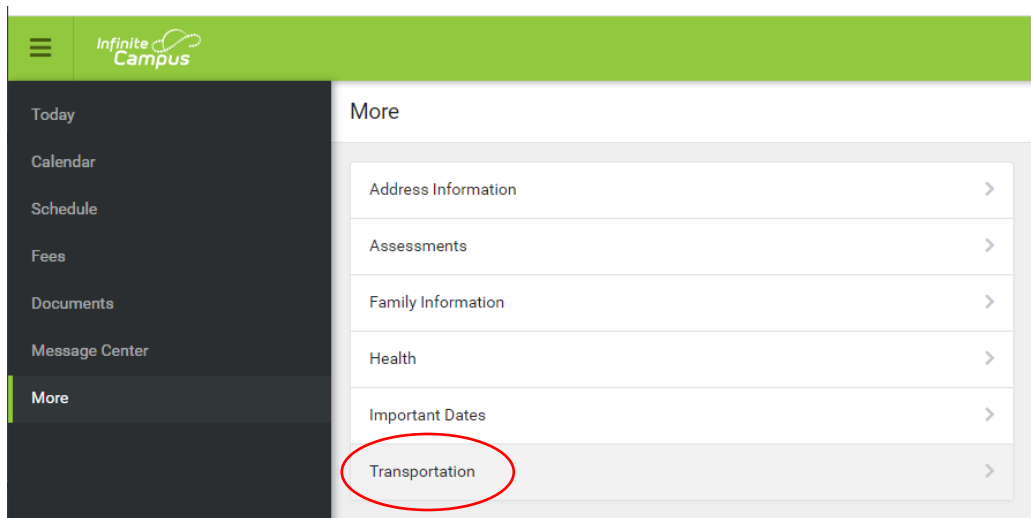 Infinite
Campus
Today
Calendar
Schedule
Fees
Documents
Message Center
More
More
Address Information
Assessments
Family Information
Health
Important Dates
Transportation